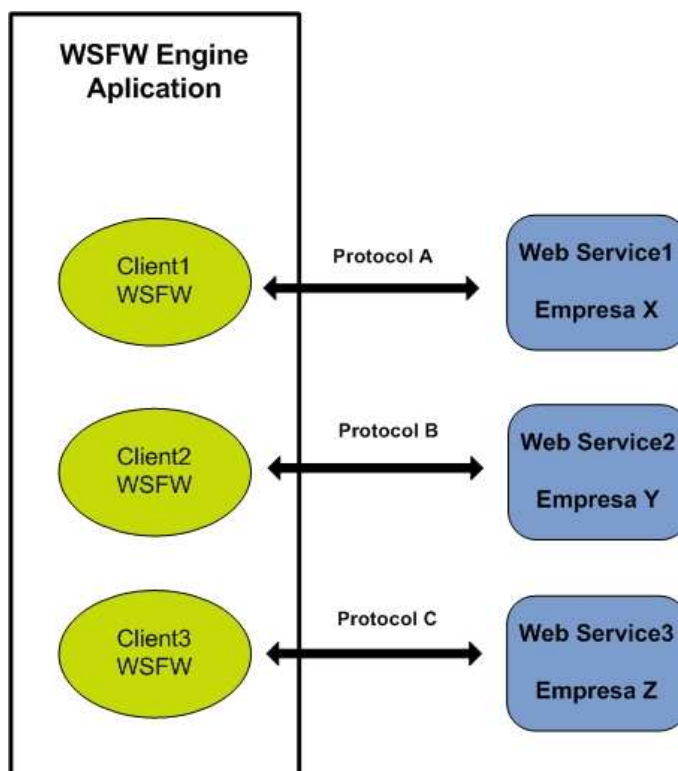 WSFW Engine
Aplication
Client1
WSFW
Protocol A
Web Service1
Empresa X
Client2
WSFW
Protocol B
Web Service2
Empresa Y
Client3
WSFW
Protocol C
Web Service3
Empresa Z